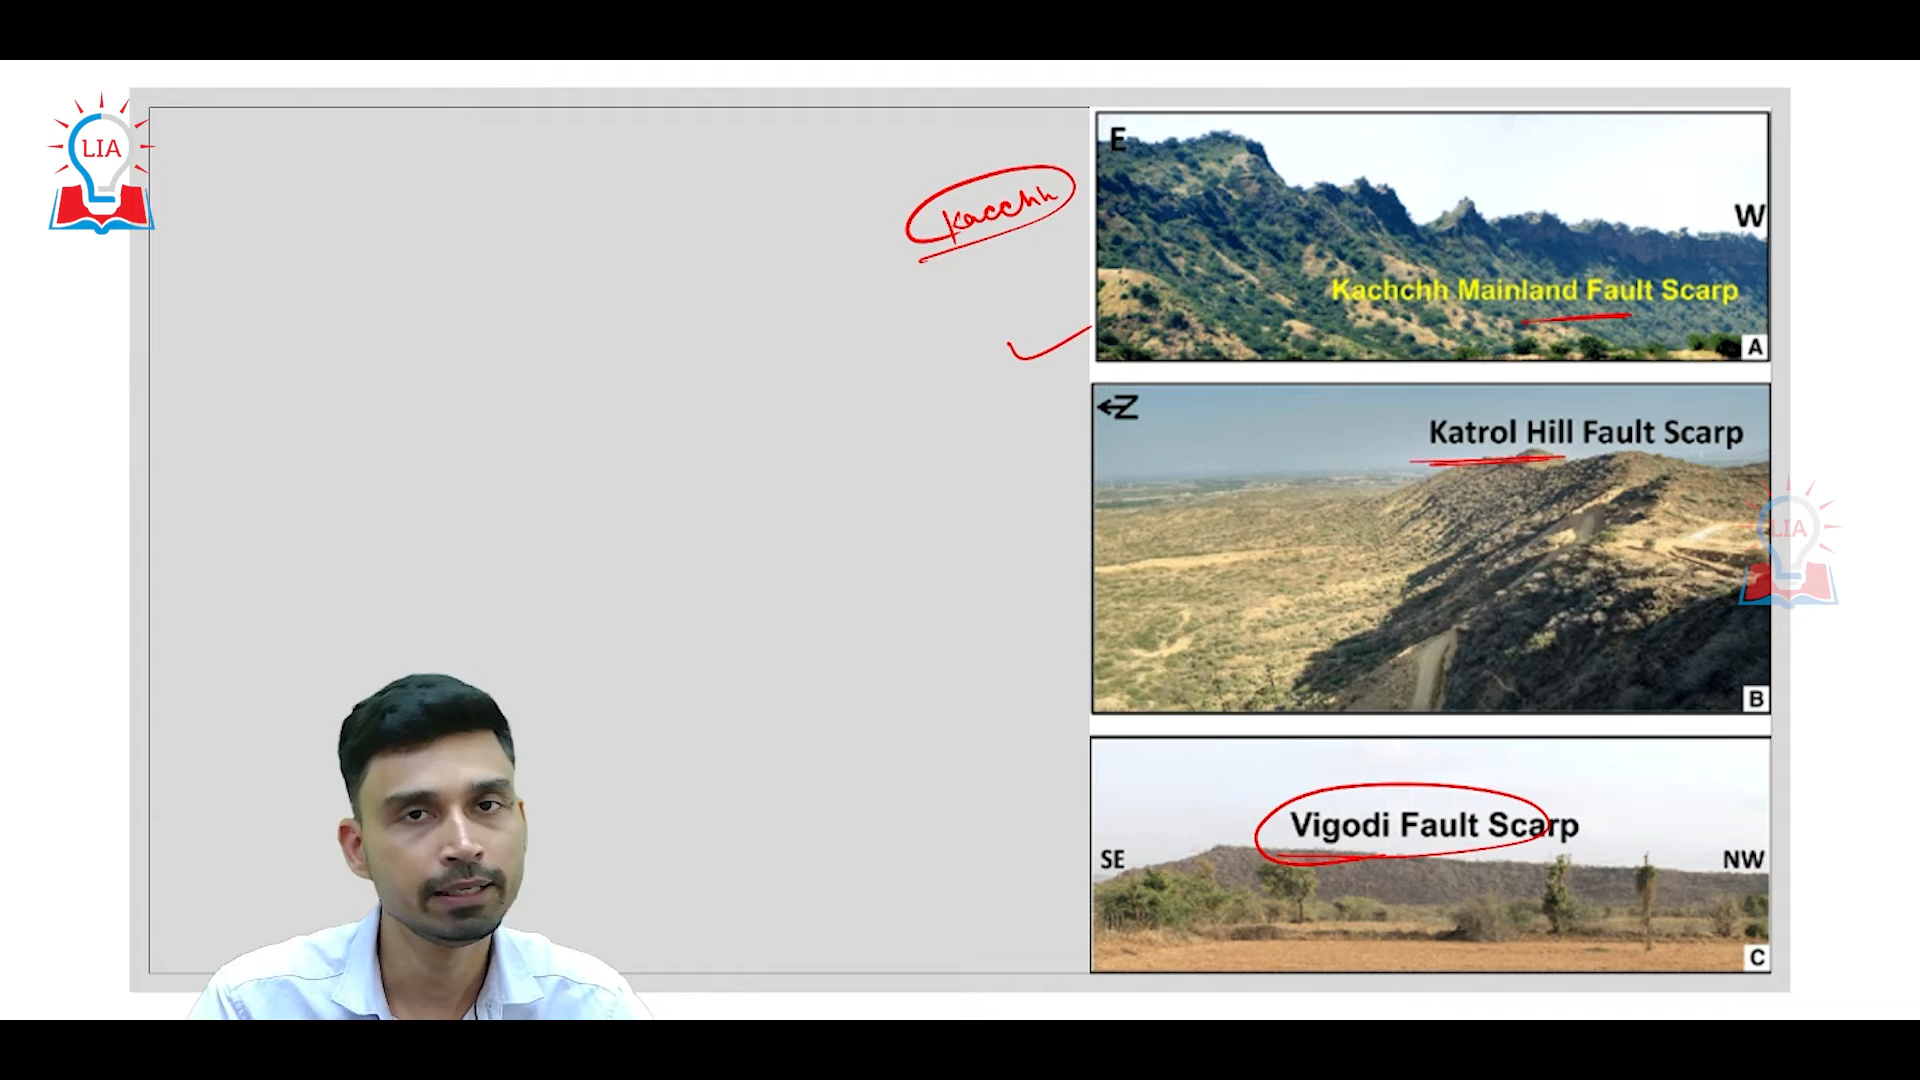 LIA
kacchh
E
W
Kachchh Mainland Fault Scarp
A
N
Katrol Hill Fault Scarp
LIA
B
Vigodi Fault Scarp
SE
NW
C